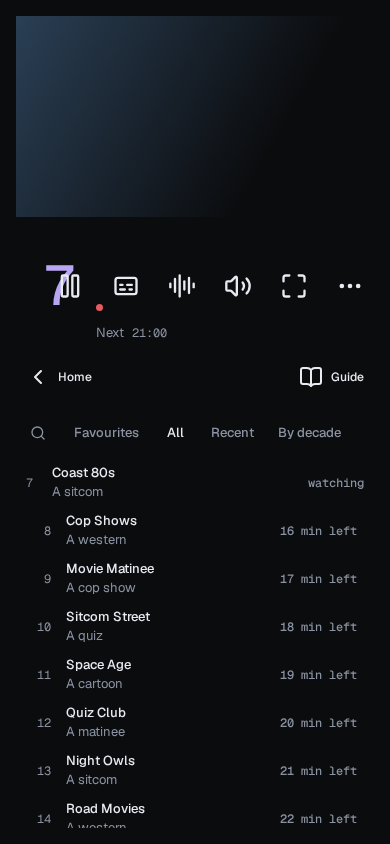 7
Next 21:00
Home
Guide
Favourites All Recent By decade
7 Coast 80s watching
A sitcom
8 Cop Shows 16 min left
A western
9 Movie Matinee 17 min left
A cop show
10 Sitcom Street 18 min left
A quiz
11 Space Age 19 min left
A cartoon
12 Quiz Club 20 min left
A matinee
13 Night Owls 21 min left
A sitcom
14 Road Movies 22 min left
A western